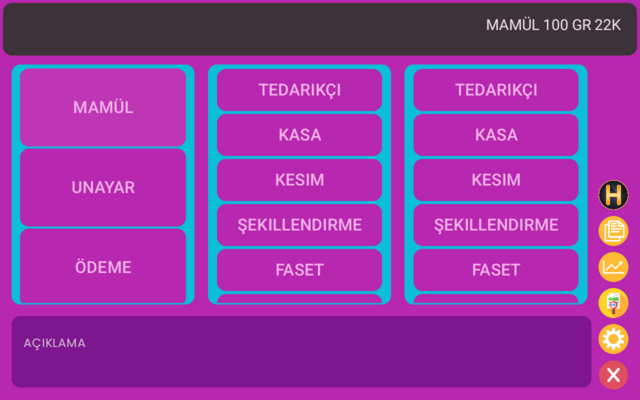 MAMÜL 100 GR 22K
MAMÜL
UNAYAR
ÖDEME
TEDARIKÇI
KASA
KESIM
ŞEKILLENDIRME
FASET
TEDARIKÇI
KASA
KESIM
ŞEKILLENDIRME
FASET
H
AÇIKLAMA